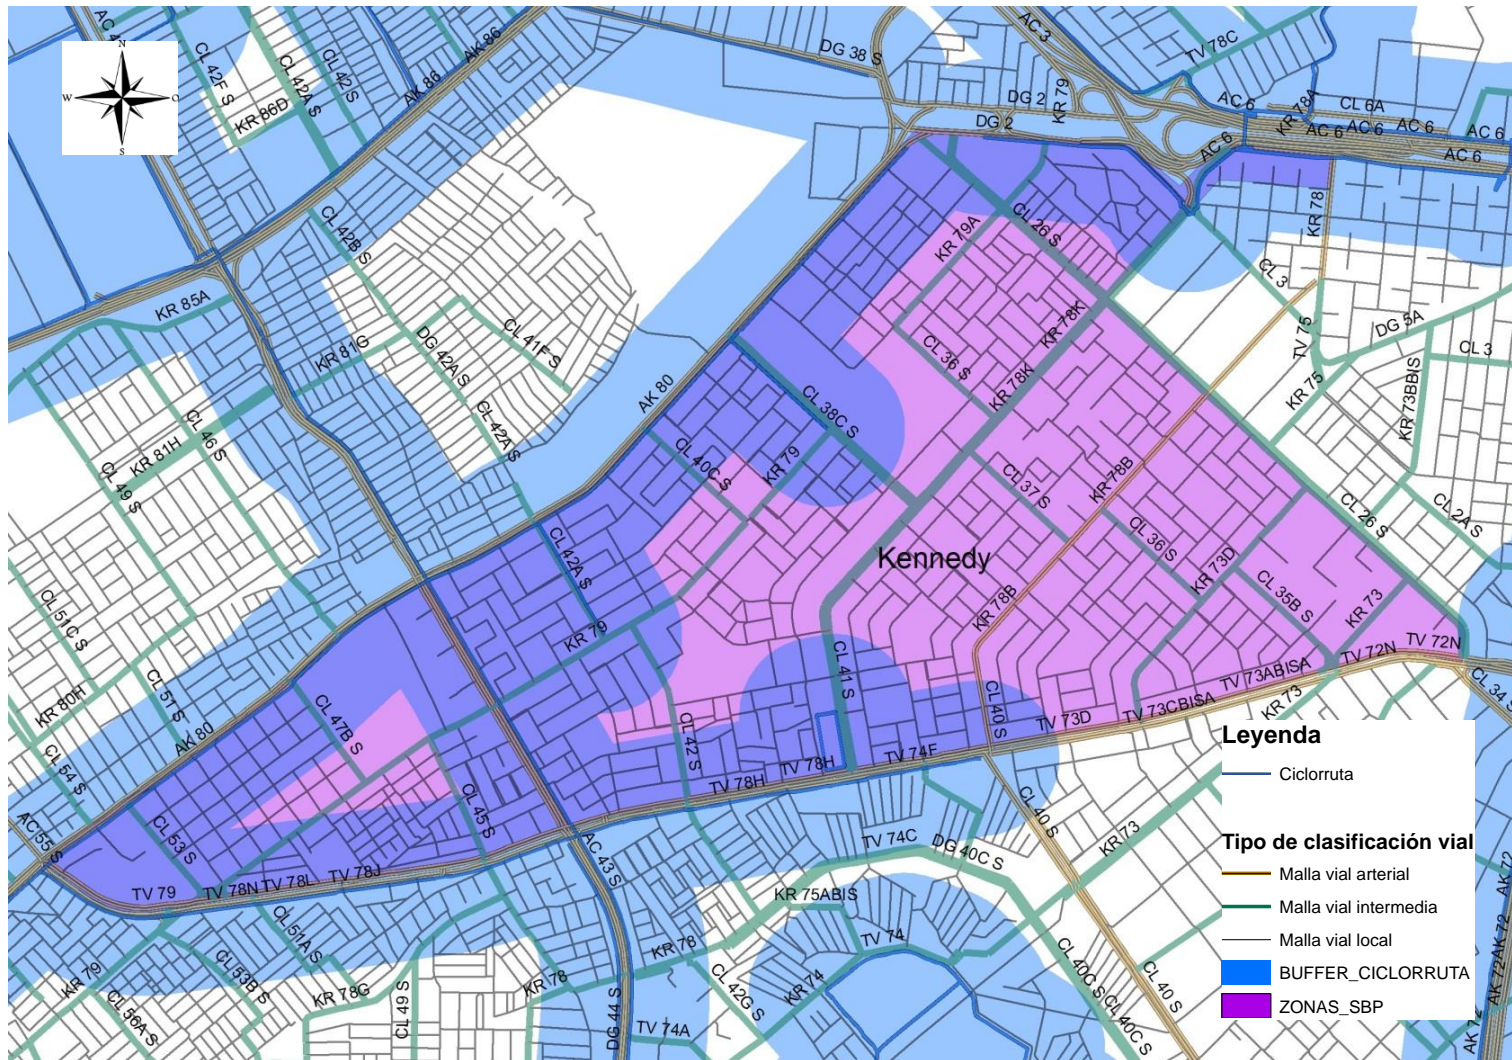 AC 4
CL 42F S
CL 42A S
CL 42 S
AK 86
AK 86
KR 86D
N
W
O
S
DG 38 S
AC 3
TV 78C
DG 2
KR 79
DG 2
AC 6
KR 78A
CL 6A
AC 6
AC 6
AC 6
AC 6
AC 6
AC 6
CL 42B S
KR 79A
CL 26 S
KR 78
CL 3
KR 85A
KR 81G
DG 42A S
CL 41F S
KR 78K
TV 75
DG 5A
CL 3
AK 80
CL 36 S
KR 78K
KR 75
KR 73BBIS
CL 38C S
CL 46 S
KR 81H
CL 49 S
CL 42A S
CL 40C S
KR 79
CL 37 S
KR 78B
CL 26 S
CL 2A S
CL 36 S
CL 42A S
Kennedy
KR 73D
CL 35B S
KR 73
CL 51C S
KR 79
KR 78B
CL 41 S
TV 72N
TV 72N
TV 73ABISA
KR 73
CL 34 S
CL 51 S
KR 80H
AK 80
CL 47B S
CL 42 S
CL 40 S
TV 73D
TV 73CBISA
TV 74F
TV 78H
TV 78H
CL 54 S
CL 45 S
AC 55 S
CL 53 S
AC 43 S
TV 74C
DG 40C S
CL 40 S
KR 73
TV 79
TV 78N
TV 78L
TV 78J
KR 75ABIS
CL 51A S
KR 78
TV 74
KR 79
CL 53B S
KR 78G
CL 49 S
KR 78
CL 42G S
KR 74
CL 40C S
CL 40 S
CL 40C S
CL 56A S
DG 44 S
TV 74A
Leyenda
Ciclorruta
Tipo de clasificación vial
Malla vial arterial
Malla vial intermedia
Malla vial local
BUFFER_CICLORRUTA
ZONAS_SBP
AK 72
AK 72
AK 72
AK 72